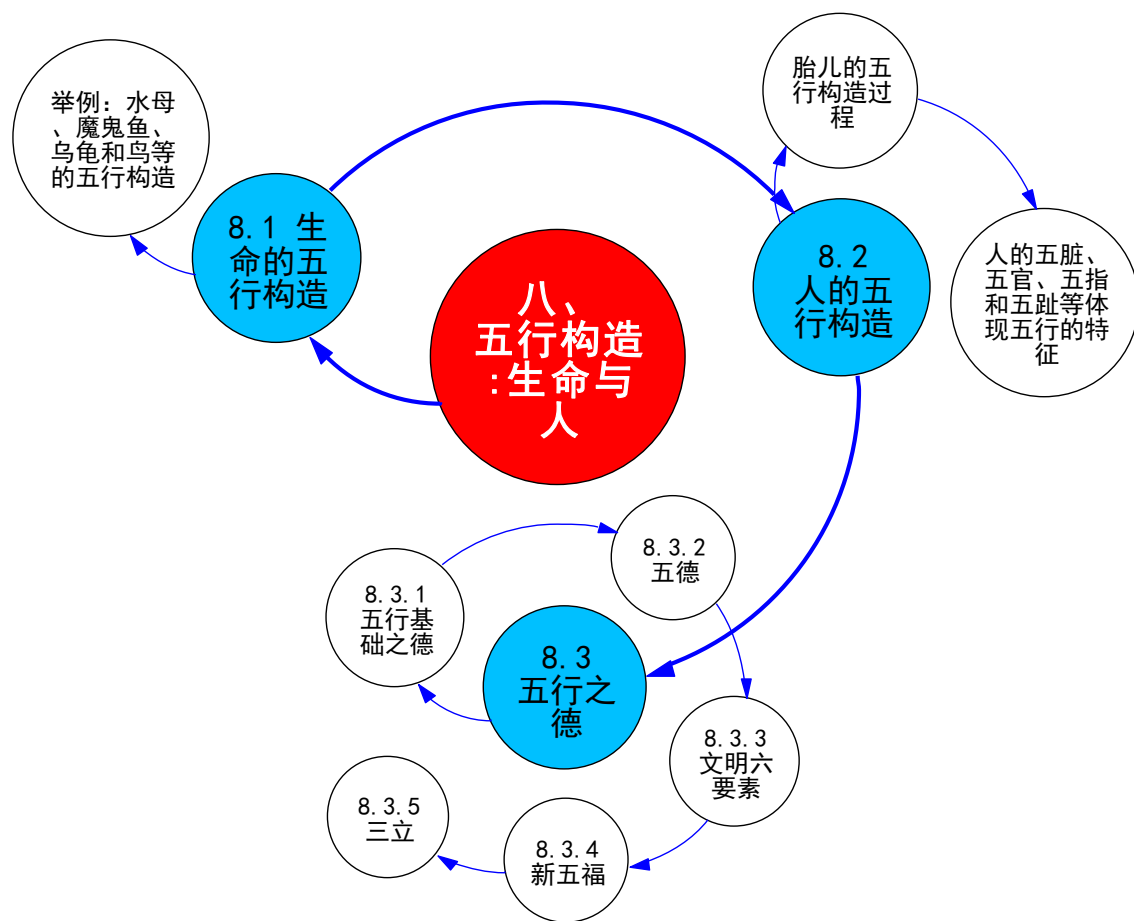 八、
五行构造
:生命与
人
8.1 生
命的五
行构造
举例: 水母
、魔鬼鱼、
乌龟和鸟等
的五行构造
8.2
人的五
行构造
胎儿的五
行构造过
程
人的五脏、
五官、五指
和五趾等体
现五行的特
征
8.3
五行之
德
8.3.1
五行基
础之德
8.3.2
五德
8.3.3
文明六
要素
8.3.4
新五福
8.3.5
三立